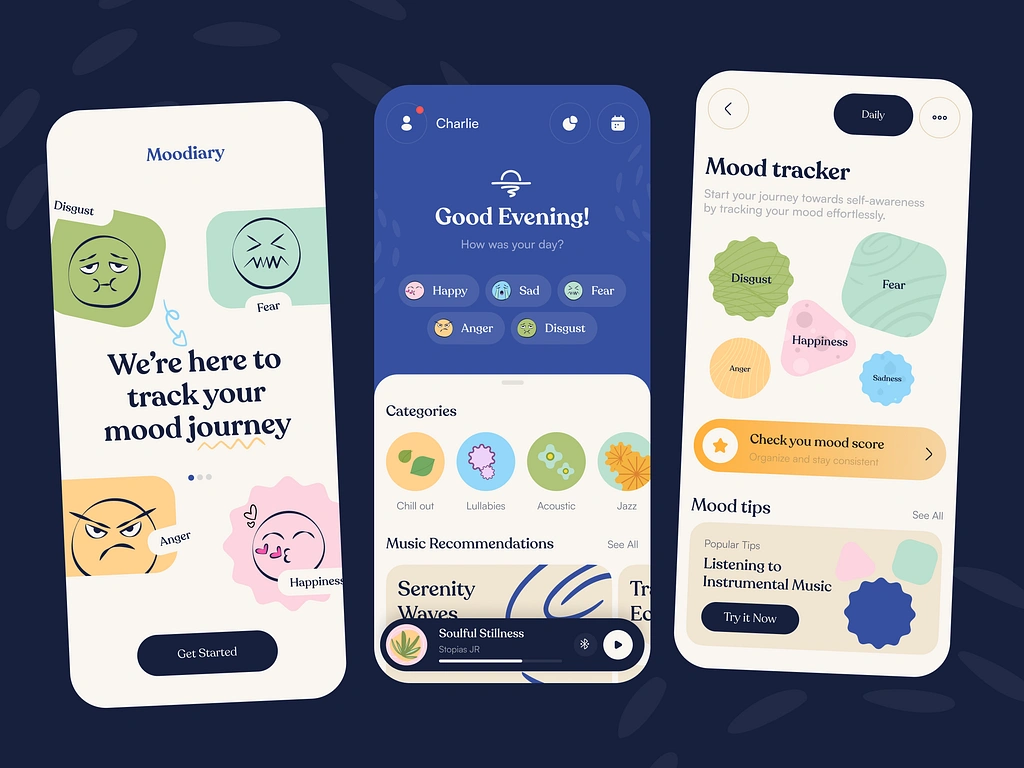 Moodiary
Disgust
Fear
We’re here to
track your
mood journey
Anger
Happiness
Get Started
Charlie
Good Evening!
How was your day?
Happy
Sad
Fear
Anger
Disgust
Categories
Chill out
Lullabies
Acoustic
Jazz
Music Recommendations
See All
Serenity
Waves
Tr
Ec
Soulful Stillness
Stopias JR
Daily
Mood tracker
Start your journey towards self-awareness
by tracking your mood effortlessly.
Disgust
Fear
Happiness
Anger
Sadness
Check you mood score
Organize and stay consistent
Mood tips
See All
Popular Tips
Listening to
Instrumental Music
Try it Now